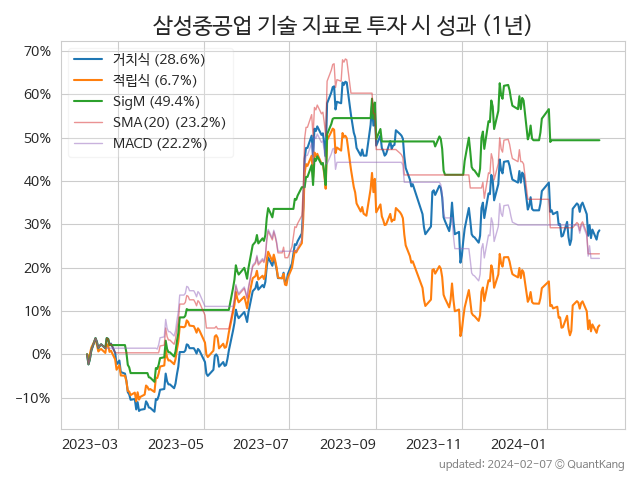 삼성중공업 기술 지표로 투자 시 성과 (1년)
70%
60%
50%
40%
30%
20%
10%
0%
−10%
거치식 (28.6%)
적립식 (6.7%)
SigM (49.4%)
SMA(20) (23.2%)
MACD (22.2%)
2023-03
2023-05
2023-07
2023-09
2023-11
2024-01
updated: 2024-02-07 © QuantKang